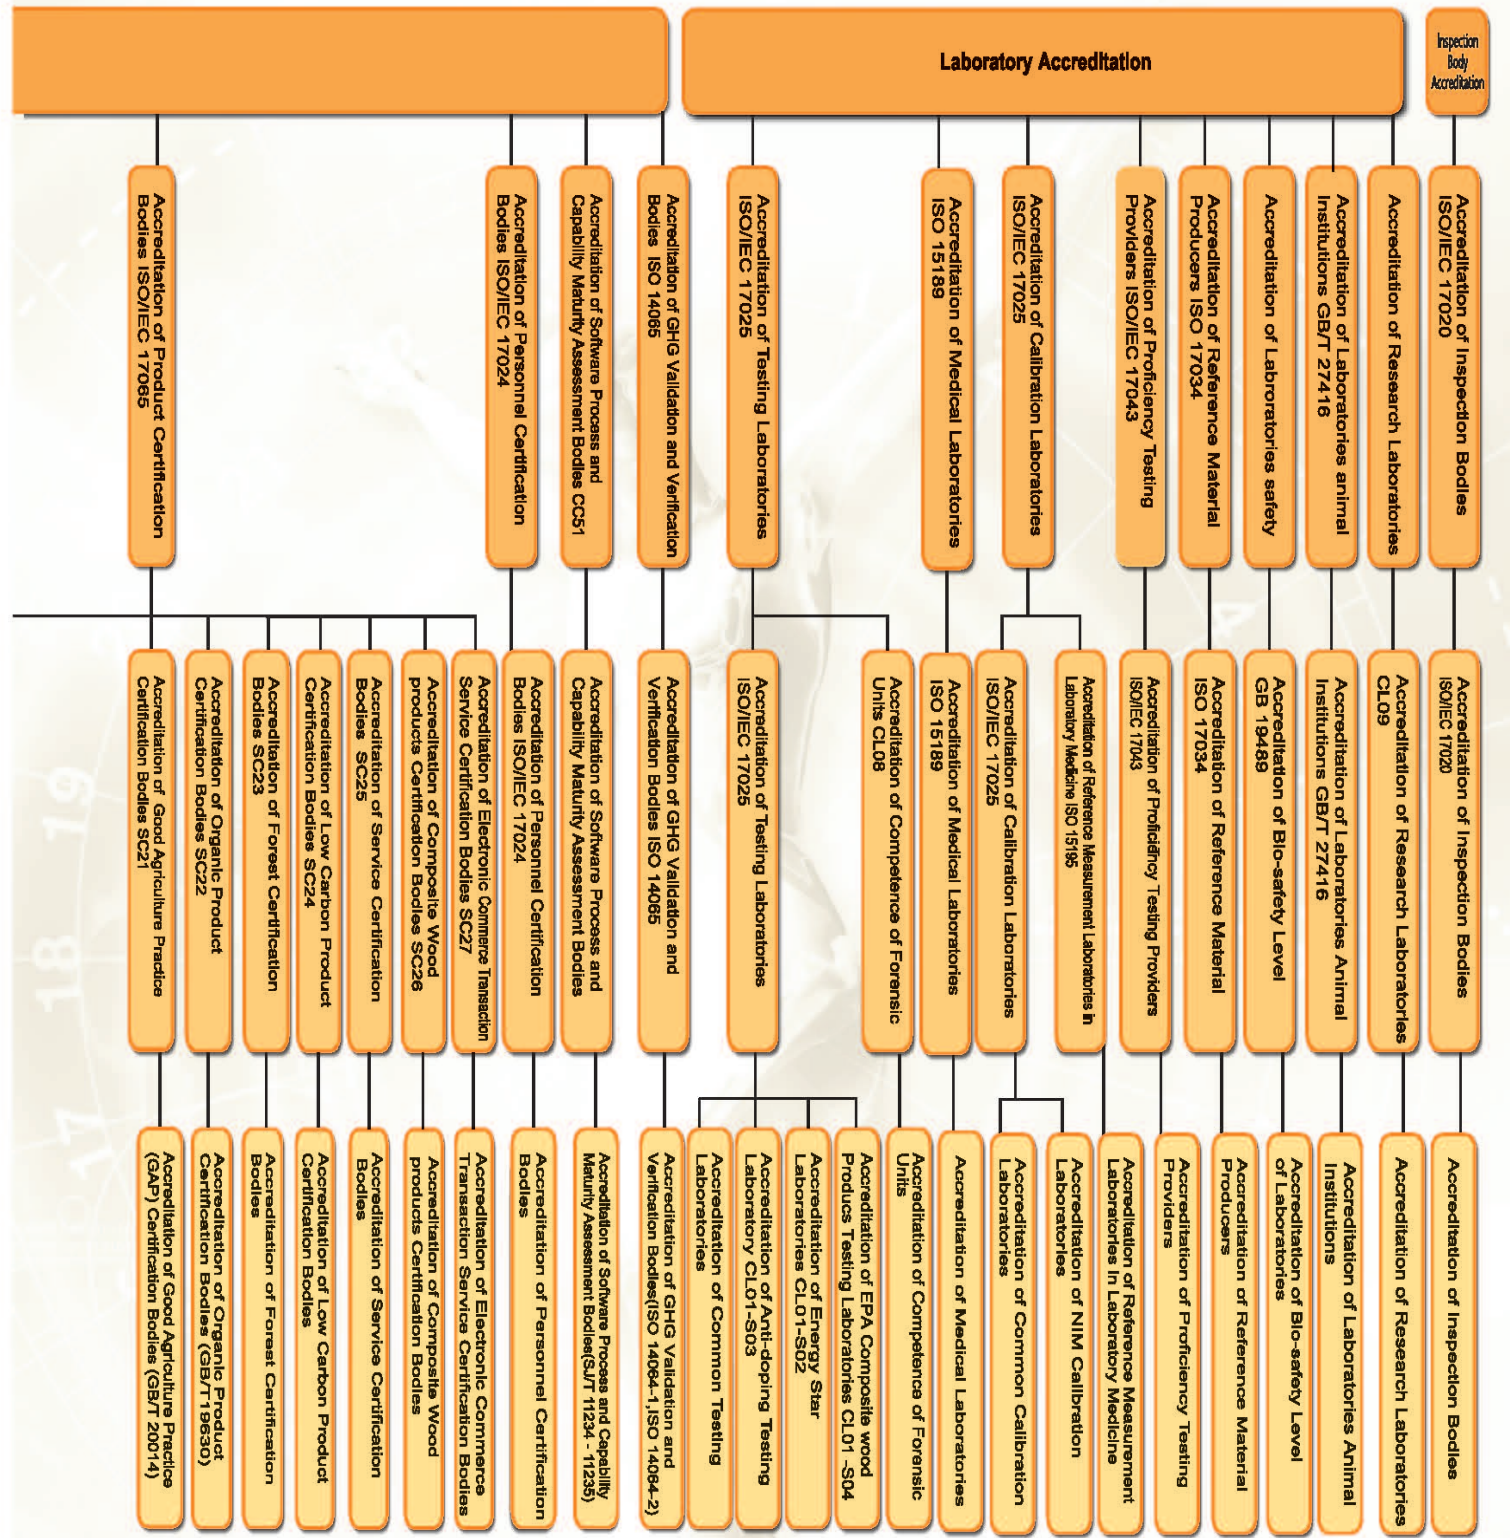 Laboratory Accreditation
Inspection
Body
Accreditation
Accreditation of Product Certification
Bodies ISO/IEC 17065
Accreditation of Personnel Certification
Bodies ISO/IEC 17024
Accreditation of Software Process and
Capability Maturity Assessment Bodies CC51
Accreditation of GHG Validation and Verification
Bodies ISO 14065
Accreditation of Testing Laboratories
ISO/IEC 17025
Accreditation of Medical Laboratories
ISO 15189
Accreditation of Calibration Laboratories
ISO/IEC 17025
Accreditation of Proficiency Testing
Providers ISO/IEC 17043
Accreditation of Reference Material
Producers ISO 17034
Accreditation of Labroratories safety
Accreditation of Laboratories animal
Institutions GB/T 27416
Accreditation of Research Laboratories
Accreditation of Inspection Bodies
ISO/IEC 17020
Accreditation of Good Agriculture Practice
Certification Bodies SC21
Accreditation of Organic Product
Certification Bodies SC22
Accreditation of Forest Certification
Bodies SC23
Accreditation of Low Carbon Product
Certification Bodies SC24
Accreditation of Service Certification
Bodies SC25
Accreditation of Composite Wood
products Certification Bodies SC26
Accreditation of Electronic Commerce Transaction
Service Certification Bodies SC27
Accreditation of Personnel Certification
Bodies ISO/IEC 17024
Accreditation of Software Process and
Capability Maturity Assessment Bodies
Accreditation of GHG Validation and
Verification Bodies ISO 14065
Accreditation of Testing Laboratories
ISO/IEC 17025
Accreditation of Competence of Forensic
Units CL08
Accreditation of Medical Laboratories
ISO 15189
Accreditation of Calibration Laboratories
ISO/IEC 17025
Accreditation of Reference Measurement Laboratories in
Laboratory Medicine ISO 15195
Accreditation of Proficiency Testing Providers
ISO/IEC 17043
Accreditation of Reference Material
ISO 17034
Accreditation of Bio-safety Level
GB 19489
Accreditation of Laboratories Animal
Institutions GB/T 27416
Accreditation of Research Laboratories
CL09
Accreditation of Inspection Bodies
ISO/IEC 17020
Accreditation of Good Agriculture Practice
(GAP) Certification Bodies (GB/T 20014)
Accreditation of Organic Product
Certification Bodies (GB/T19630)
Accreditation of Forest Certification
Bodies
Accreditation of Low Carbon Product
Certification Bodies
Accreditation of Service Certification
Bodies
Accreditation of Composite Wood
products Certification Bodies
Accreditation of Electronic Commerce
Transaction Service Certification Bodies
Accreditation of Personnel Certification
Bodies
Accreditation of Software Process and Capability
Maturity Assessment Bodies(SJ/T 11234 - 11235)
Accreditation of GHG Validation and
Verification Bodies(ISO 14064-1,ISO 14064-2)
Accreditation of Common Testing
Laboratories
Accreditation of Anti-doping Testing
Laboratory CL01-S03
Accreditation of Energy Star
Laboratories CL01-S02
Accreditation of EPA Composite wood
Producs Testing Laboratories CL01 -S04
Accreditation of Competence of Forensic
Units
Accreditation of Medical Laboratories
Accreditation of Common Calibration
Laboratories
Accreditation of NIM Calibration
Laboratories
Accreditation of Reference Measurement
Laboratories in Laboratory Medicine
Accreditation of Proficiency Testing
Providers
Accreditation of Reference Material
Producers
Accreditation of Bio-safety Level
of Laboratories
Accreditation of Laboratories Animal
Institutions
Accreditation of Research Laboratories
Accreditation of Inspection Bodies
4
19
18
17